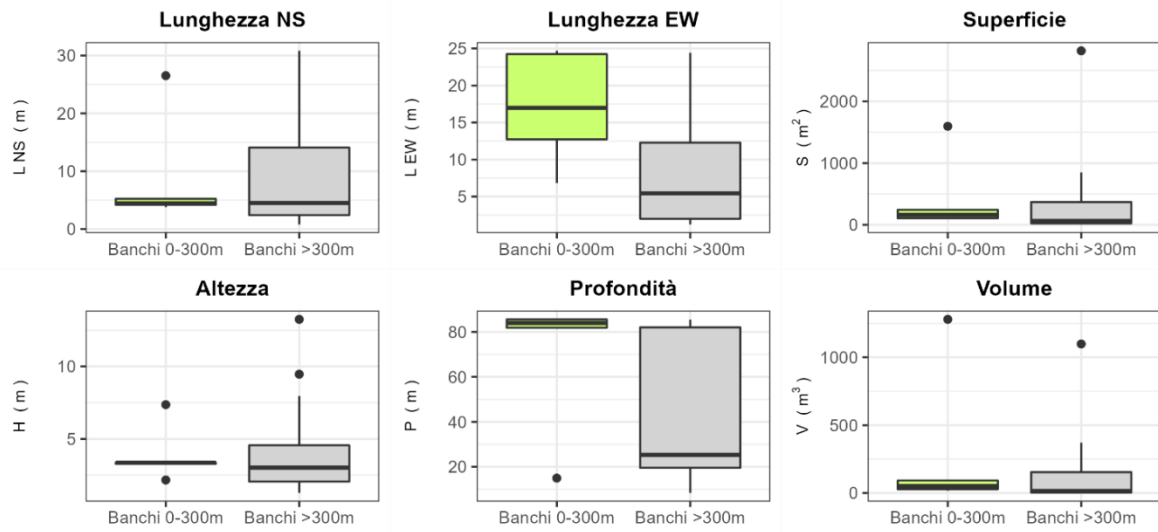 Lunghezza NS
L NS ( m )
30
20
10
0
Banchi 0-300m
Banchi >300m
Lunghezza EW
L EW ( m )
25
20
15
10
5
Banchi 0-300m
Banchi >300m
Superficie
S ( m²)
2000
1000
0
Banchi 0-300m
Banchi >300m
Altezza
H ( m )
10
5
Banchi 0-300m
Banchi >300m
Profondità
P ( m )
80
60
40
20
Banchi 0-300m
Banchi >300m
Volume
V ( m³)
1000
500
0
Banchi 0-300m
Banchi >300m